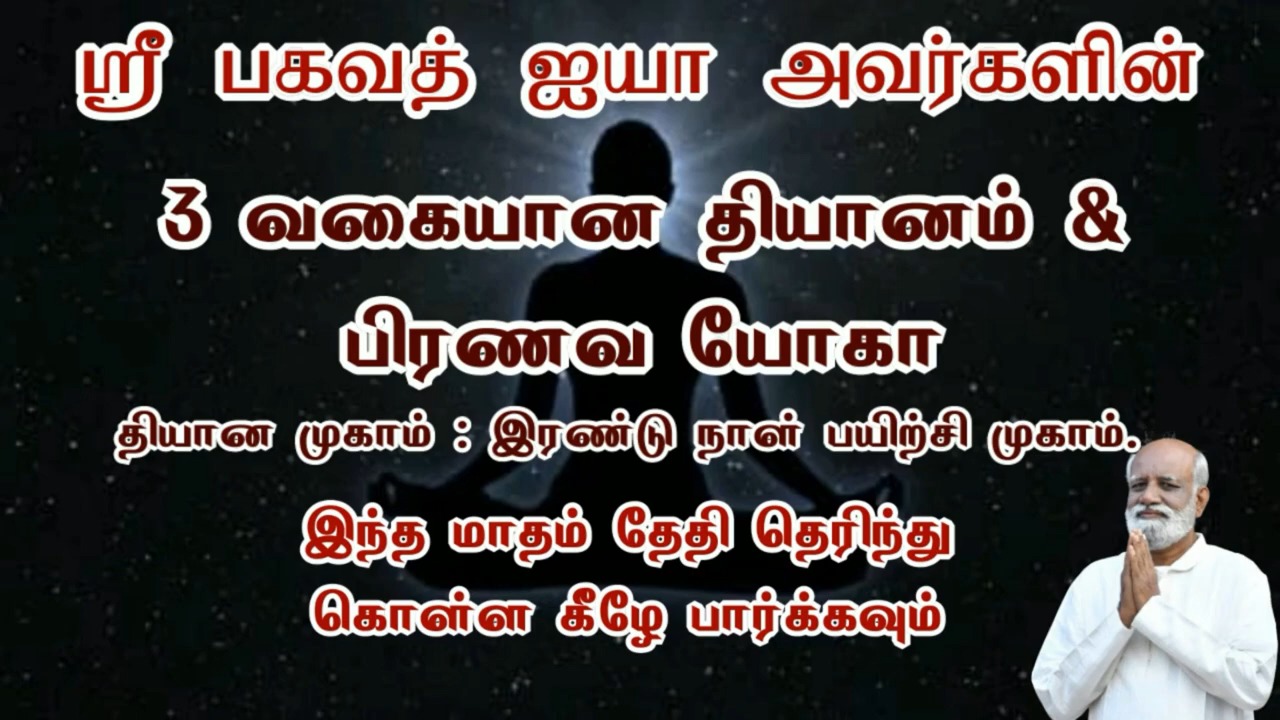 ஸ்ரீ பகவத் ஐயா அவர்களின்
3 வகையான தியானம் &
பிரணவ யோகா
தியான முகாம் : இரண்டு நாள் பயிற்சி முகாம்.
இந்த மாதம் தேதி தெரிந்து
கொள்ள கீழே பார்க்கவும்